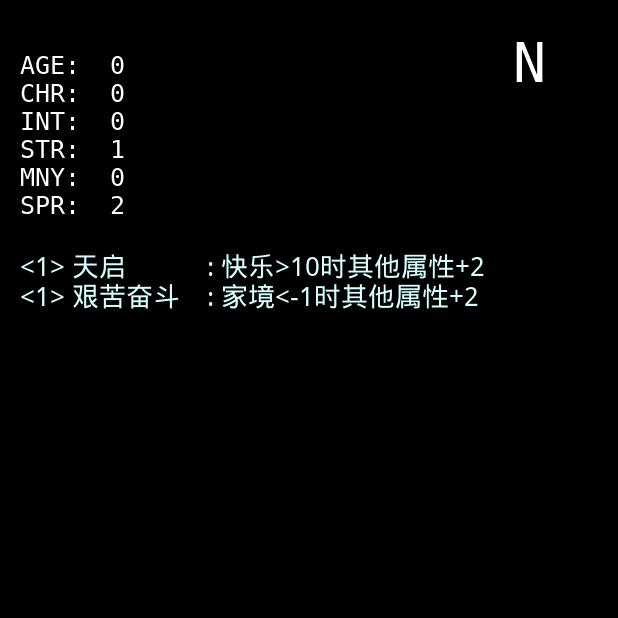 N
AGE: 0
CHR: 0
INT: 0
STR: 1
MNY: 0
SPR: 2
<1> 天启 : 快乐>10时其他属性+2
<1> 艰苦奋斗 : 家境<-1时其他属性+2